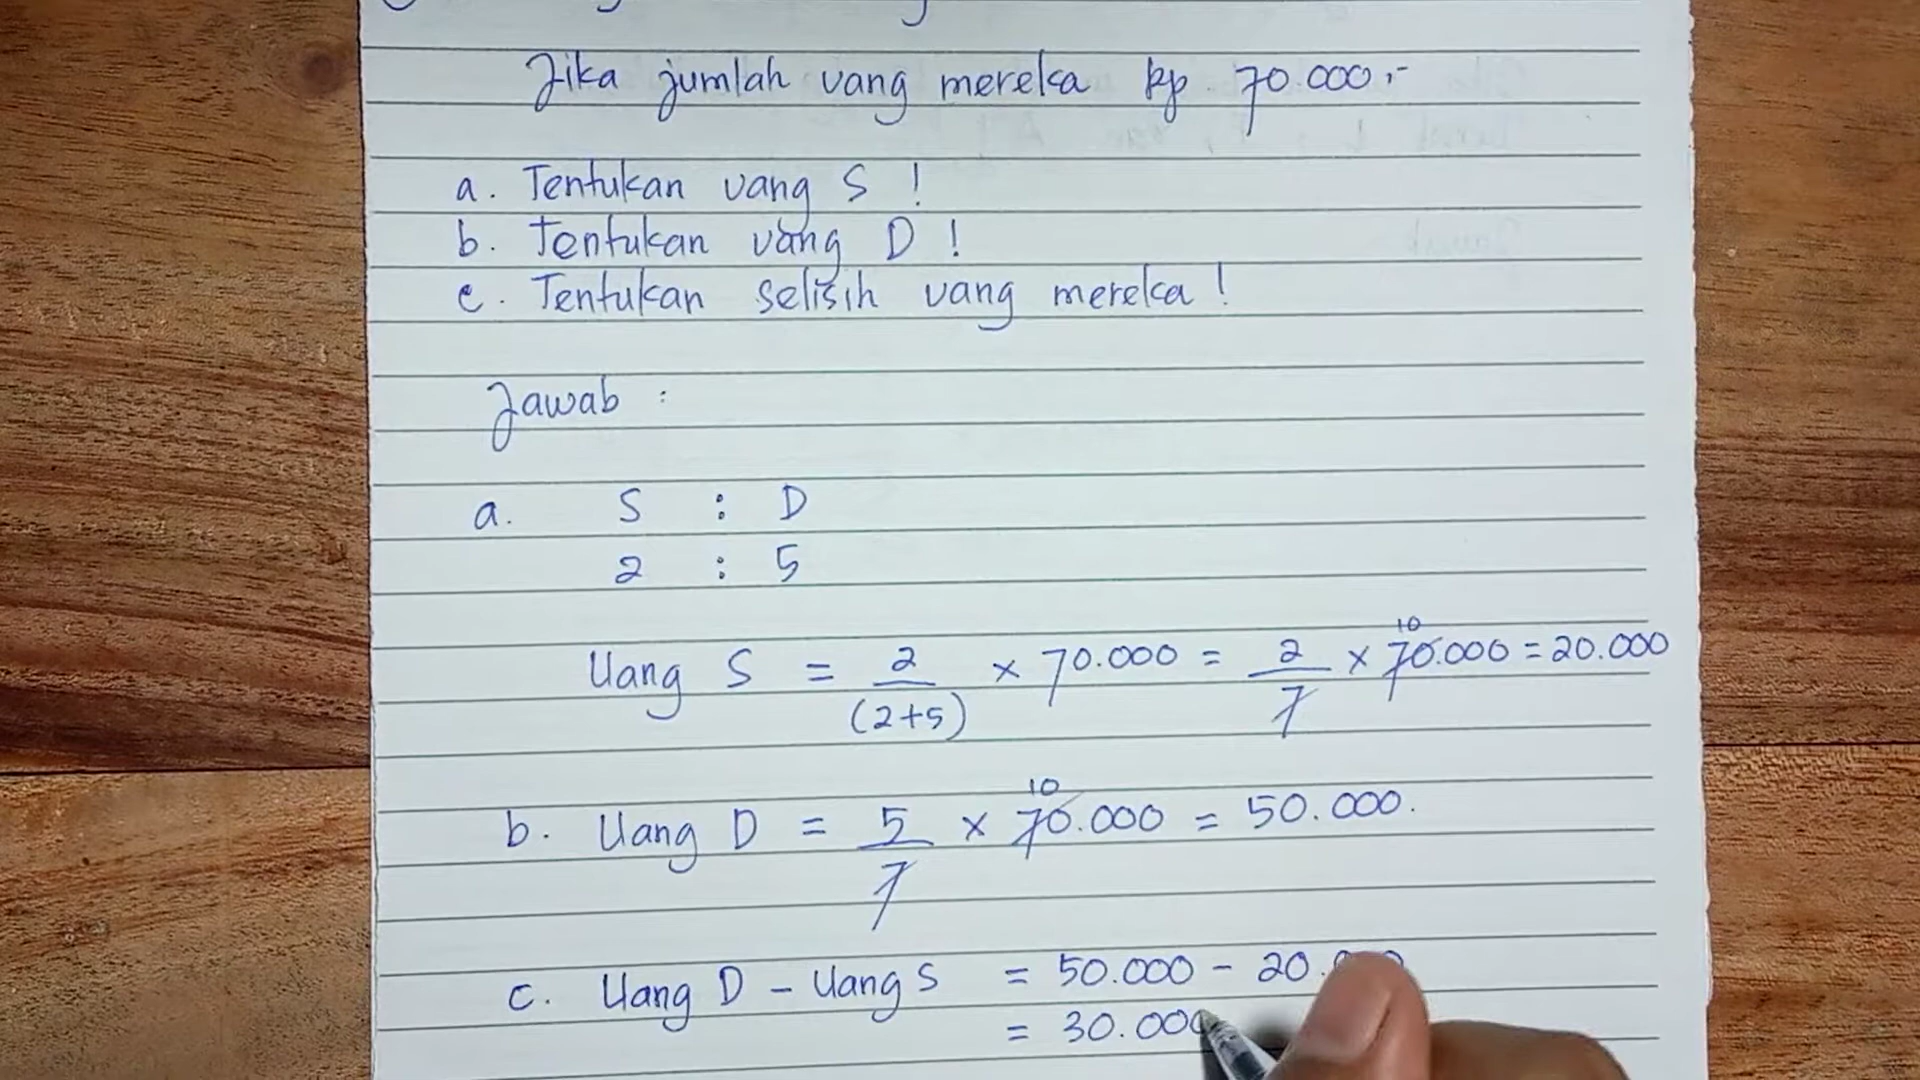 Jika jumlah uang mereka Rp 70.000,-
a. Tentukan uang S !
b. Tentukan uang D !
c. Tentukan selisih uang mereka !
Jawab :
a. S : D
2 : 5
Uang S = 2/(2+5) × 70.000 = 2/7 × 70.000 = 20.000
10
b. Uang D = 5/7 × 70.000 = 50.000.
10
c. Uang D - Uang S = 50.000 - 20.
= 30.000